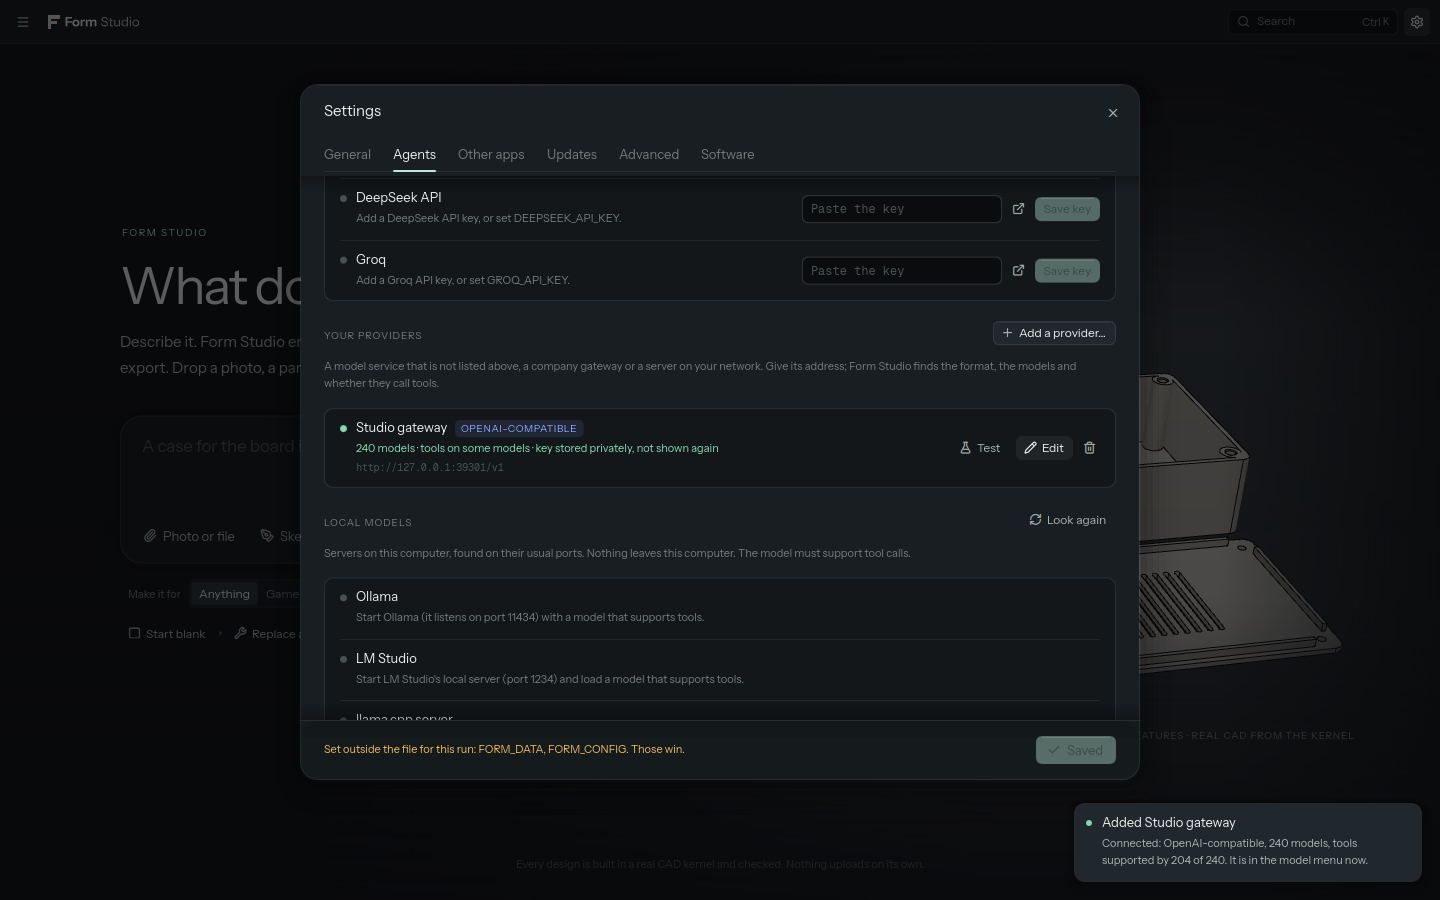 Form Studio
Search
Ctrl K
Settings
General
Agents
Other apps
Updates
Advanced
Software
DeepSeek API
Add a DeepSeek API key, or set DEEPSEEK_API_KEY.
Paste the key
Save key
Groq
Add a Groq API key, or set GROQ_API_KEY.
Paste the key
Save key
FORM STUDIO
What do
Describe it. Form Studio
export. Drop a photo, a
YOUR PROVIDERS
Add a provider...
A model service that is not listed above, a company gateway or a server on your network. Give its address; Form Studio finds the format, the models and
whether they call tools.
Studio gateway
OPENAI-COMPATIBLE
240 models · tools on some models · key stored privately, not shown again
http://127.0.0.1:39301/v1
Test
Edit
A case for the board
Photo or file
Make it for
Anything
Game
Start blank
Replace
LOCAL MODELS
Look again
Servers on this computer, found on their usual ports. Nothing leaves this computer. The model must support tool calls.
Ollama
Start Ollama (it listens on port 11434) with a model that supports tools.
LM Studio
Start LM Studio's local server (port 1234) and load a model that supports tools.
llama.cpp server
Set outside the file for this run: FORM_DATA, FORM_CONFIG. Those win.
Saved
REAL CAD FROM THE KERNEL
Added Studio gateway
Connected: OpenAI-compatible, 240 models, tools
supported by 204 of 240. It is in the model menu now.
Every design is built in a real CAD kernel and checked. Nothing uploads on its own.